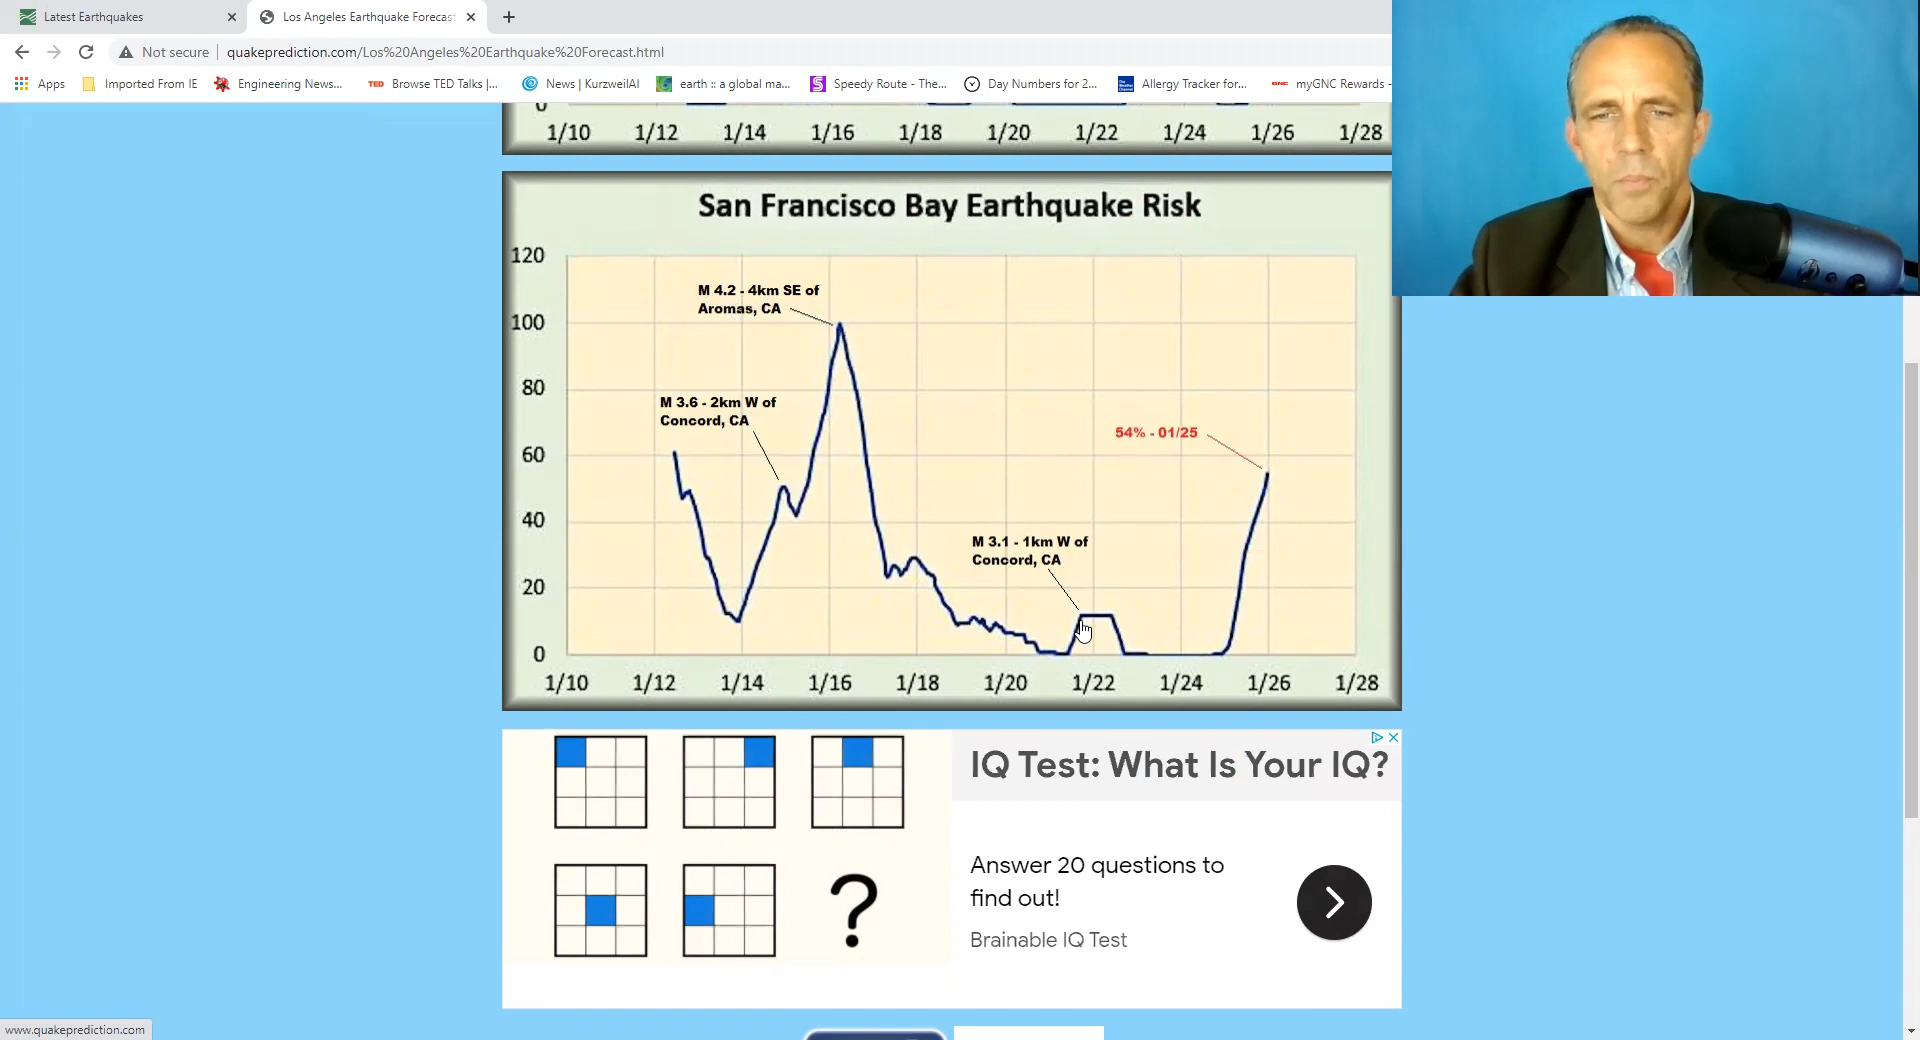 Latest Earthquakes
Los Angeles Earthquake Forecast
Not secure
quakeprediction.com/Los%20Angeles%20Earthquake%20Forecast.html
Apps
Imported From IE
Engineering News...
TED
Browse TED Talks |...
News | KurzweilAI
earth :: a global ma...
Speedy Route - The...
Day Numbers for 2...
Allergy Tracker for...
GNC
myGNC Rewards -
0
1/10 1/12 1/14 1/16 1/18 1/20 1/22 1/24 1/26 1/28
San Francisco Bay Earthquake Risk
120
100
80
60
40
20
0
M 4.2 - 4km SE of
Aromas, CA
M 3.6 - 2km W of
Concord, CA
54% - 01/25
M 3.1 - 1km W of
Concord, CA
1/10 1/12 1/14 1/16 1/18 1/20 1/22 1/24 1/26 1/28
?
IQ Test: What Is Your IQ?
Answer 20 questions to
find out!
Brainable IQ Test
www.quakeprediction.com